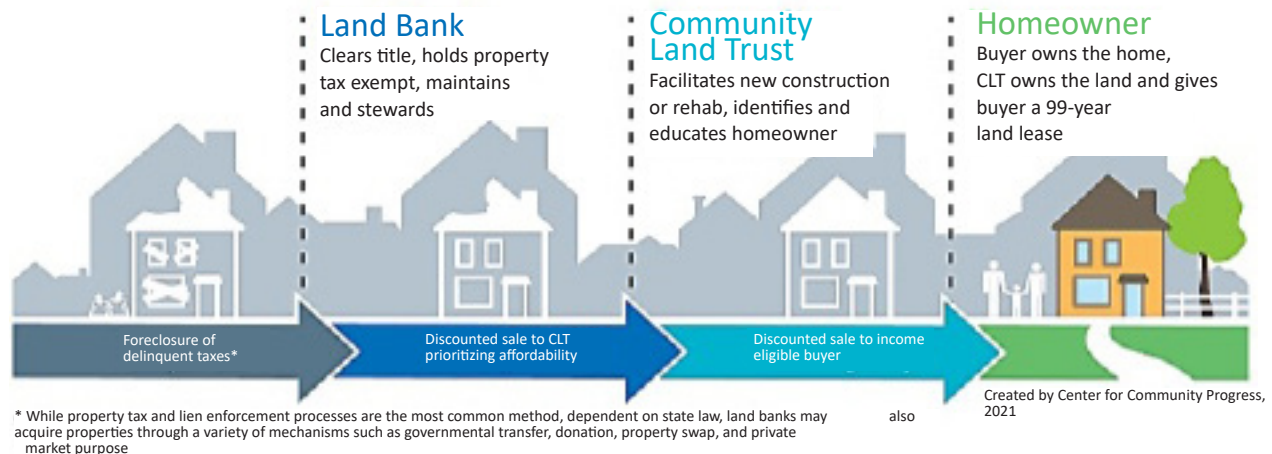 Land Bank
Clears title, holds property
tax exempt, maintains
and stewards
Community
Land Trust
Facilitates new construction
or rehab, identifies and
educates homeowner
Homeowner
Buyer owns the home,
CLT owns the land and gives
buyer a 99-year
land lease
Foreclosure of
delinquent taxes*
Discounted sale to CLT
prioritizing affordability
Discounted sale to income
eligible buyer
Created by Center for Community Progress,
2021
* While property tax and lien enforcement processes are the most common method, dependent on state law, land banks may also
acquire properties through a variety of mechanisms such as governmental transfer, donation, property swap, and private
market purpose